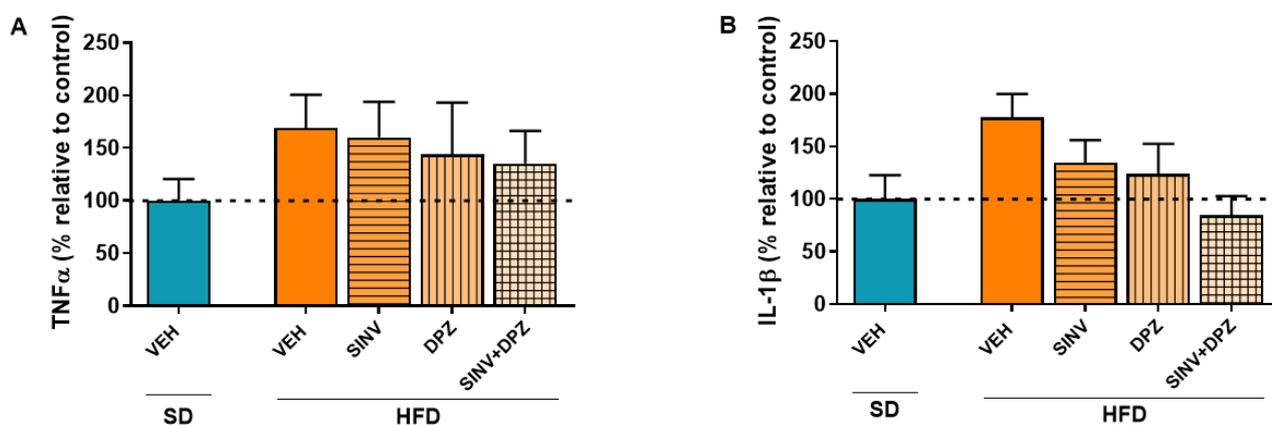 A
TNFα (% relative to control)
250
200
150
100
50
0
VEH
VEH
SINV
DPZ
SINV+DPZ
SD
HFD
B
IL-1β (% relative to control)
250
200
150
100
50
0
VEH
VEH
SINV
DPZ
SINV+DPZ
SD
HFD